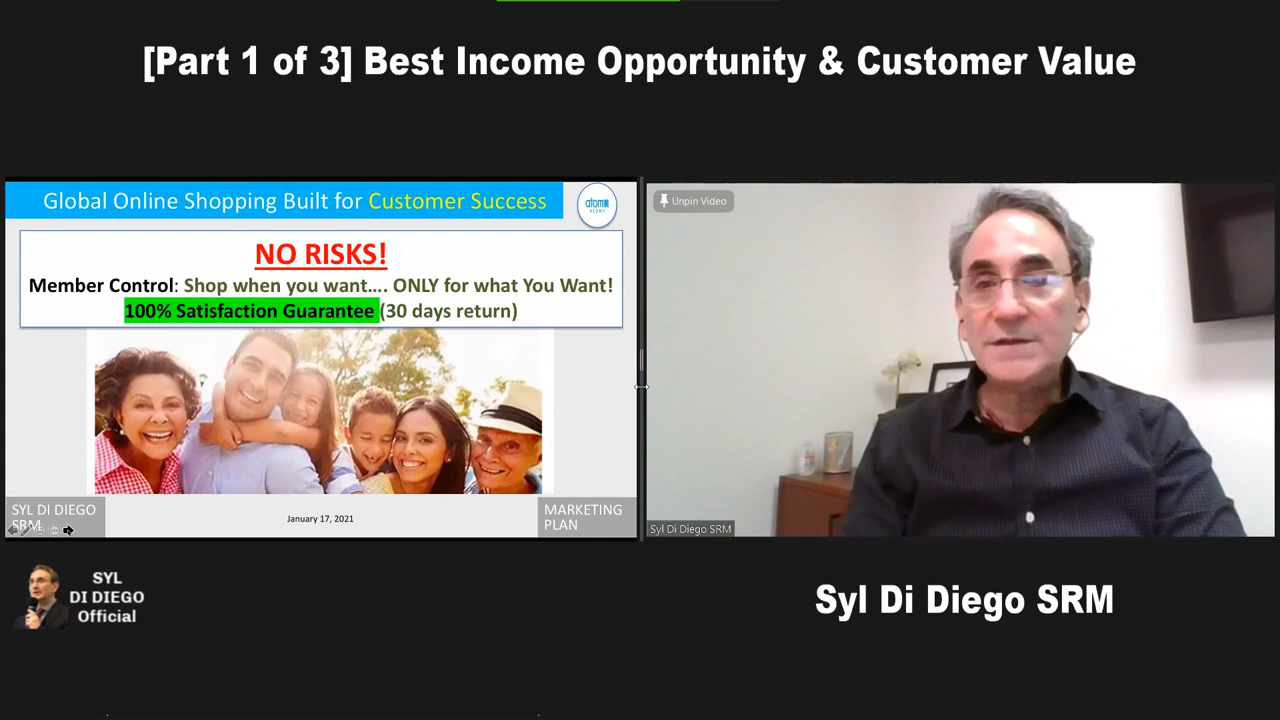 [Part 1 of 3] Best Income Opportunity & Customer Value
Global Online Shopping Built for Customer Success
atomy
ATOMY
NO RISKS!
Member Control: Shop when you want.... ONLY for what You Want!
100% Satisfaction Guarantee (30 days return)
SYL DI DIEGO
SRM
January 17, 2021
MARKETING
PLAN
Unpin Video
Syl Di Diego SRM
SYL
DI DIEGO
Official
Syl Di Diego SRM